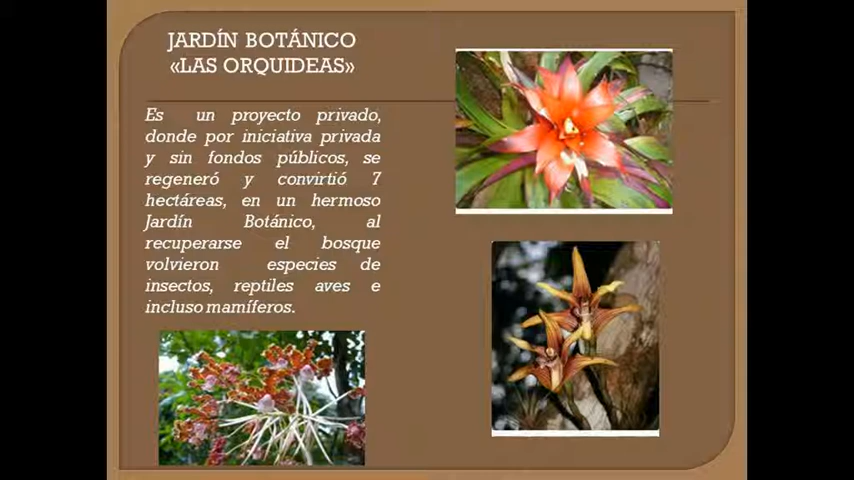 JARDÍN BOTÁNICO
«LAS ORQUIDEAS»
Es un proyecto privado,
donde por iniciativa privada
y sin fondos públicos, se
regeneró y convirtió 7
hectáreas, en un hermoso
Jardín Botánico, al
recuperarse el bosque
volvieron especies de
insectos, reptiles aves e
incluso mamíferos.